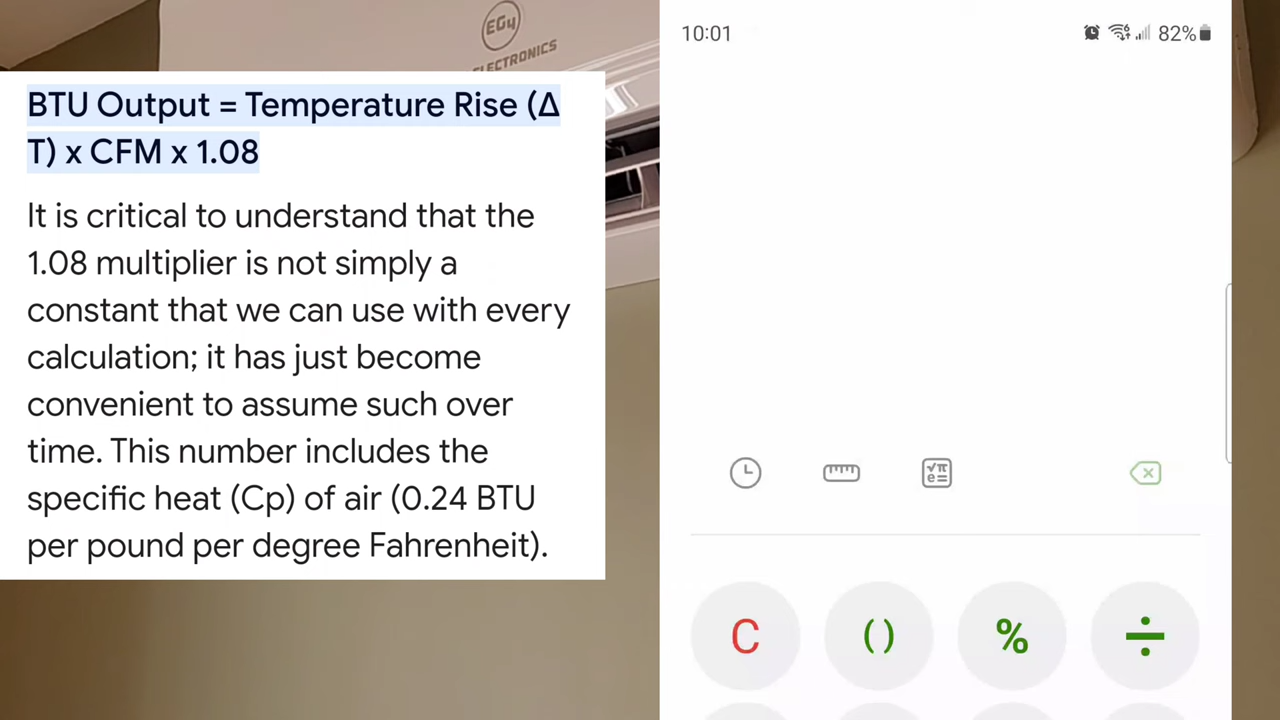 EG4
ELECTRONICS
BTU Output = Temperature Rise (Δ
T) x CFM x 1.08
It is critical to understand that the
1.08 multiplier is not simply a
constant that we can use with every
calculation; it has just become
convenient to assume such over
time. This number includes the
specific heat (Cp) of air (0.24 BTU
per pound per degree Fahrenheit).
10:01
82%
√π
e=
C
()
%
÷